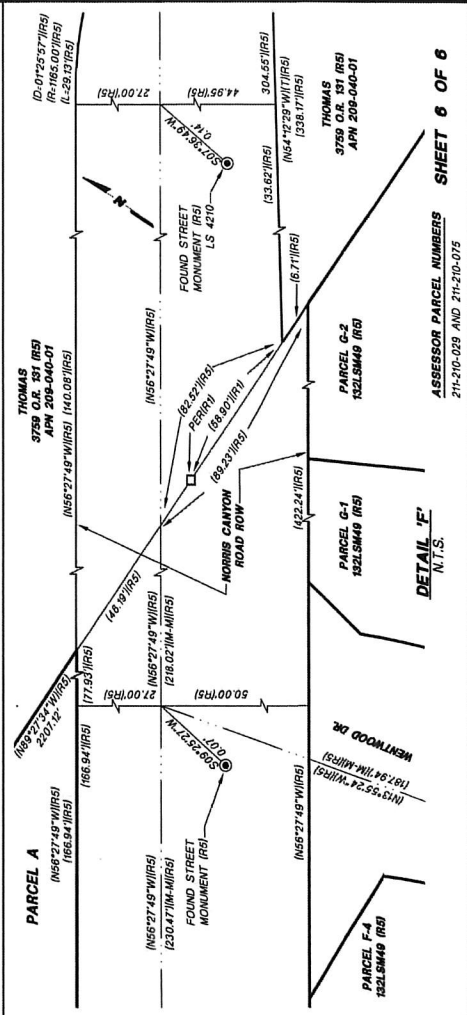 PARCEL A
(N89°27'34"W)(R5)
2207.12'
(N56°27'49"W)(R5)
(166.94')(R5)
(166.94')(R5)
(77.93')(R5)
(48.19')(R5)
THOMAS
3759 O.R. 131 (R5)
APN 209-040-01
(N56°27'49"W)(R5) (140.08')(R5)
(D=01°25'57")(R5)
(R=1165.00')(R5)
(L=29.13')(R5)
27.00'(R5)
44.95'(R5)
27.00'(R5)
50.00'(R5)
(N56°27'49"W)(R5)
(230.47')(M-M)(R5)
(N56°27'49"W)(R5)
(218.02')(M-M)(R5)
(N56°27'49"W)(R5)
S09°25'27"W
0.07'
FOUND STREET
MONUMENT (R5)
S07°36'49"W
0.14'
FOUND STREET
MONUMENT (R5)
LS 4210
N
(82.52')(R5)
PER(R1)
(58.90')(R1)
(89.23')(R5)
NORRIS CANYON
ROAD ROW
304.55'(R5)
(N54°12'29"W)(T)(R5)
(338.17')(R5)
(33.62')(R5)
(6.71')(R5)
THOMAS
3759 O.R. 131 (R5)
APN 209-040-01
(N56°27'49"W)(R5)
(422.24')(R5)
WENTWOOD DR.
(N13°55'24"W)(R5)
(187.94')(M-M)(R5)
PARCEL F-4
132LSM49 (R5)
PARCEL G-1
132LSM49 (R5)
PARCEL G-2
132LSM49 (R5)
DETAIL 'F'
N.T.S.
ASSESSOR PARCEL NUMBERS
211-210-029 AND 211-210-075
SHEET 6 OF 6